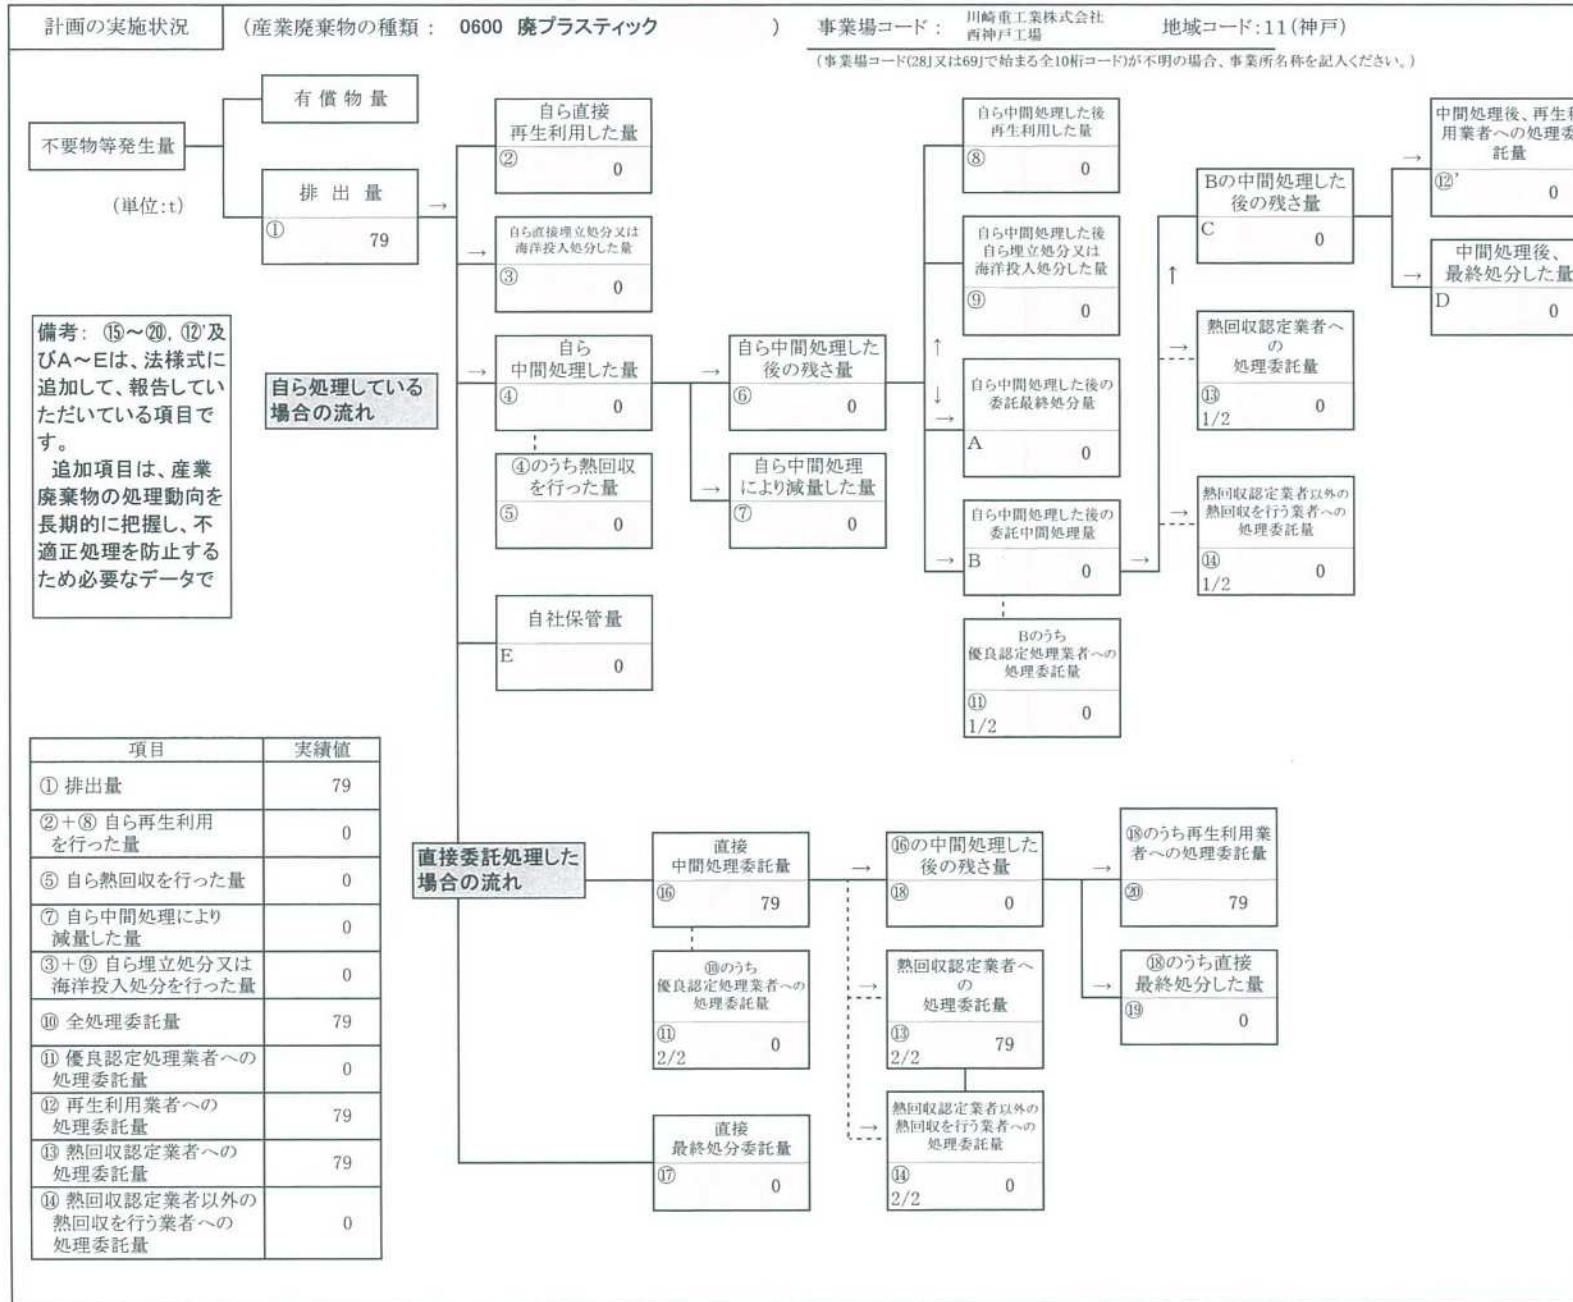 計画の実施状況
(産業廃棄物の種類： 0600 廃プラスティック )
事業場コード： 川崎重工業株式会社
西神戸工場
地域コード：11(神戸)
(事業場コード(28｣又は69｣で始まる全10桁コード)が不明の場合、事業所名称を記入ください。)
不要物等発生量
(単位:t)
有償物量
排出量
① 79
自ら直接
再生利用した量
② 0
自ら直接埋立処分又は
海洋投入処分した量
③ 0
自ら
中間処理した量
④ 0
④のうち熱回収
を行った量
⑤ 0
自社保管量
E 0
自ら中間処理した
後の残さ量
⑥ 0
自ら中間処理
により減量した量
⑦ 0
自ら中間処理した後
再生利用した量
⑧ 0
自ら中間処理した後
自ら埋立処分又は
海洋投入処分した量
⑨ 0
自ら中間処理した後の
委託最終処分量
A 0
自ら中間処理した後の
委託中間処理量
B 0
Bのうち
優良認定処理業者への
処理委託量
⑪
1/2 0
Bの中間処理した
後の残さ量
C 0
熱回収認定業者へ
の
処理委託量
⑬
1/2 0
熱回収認定業者以外の
熱回収を行う業者への
処理委託量
⑭
1/2 0
中間処理後、再生利
用業者への処理委
託量
⑫' 0
中間処理後、
最終処分した量
D 0
備考： ⑮～⑳, ⑫'及
びA～Eは、法様式に
追加して、報告してい
ただいている項目で
す。
追加項目は、産業
廃棄物の処理動向を
長期的に把握し、不
適正処理を防止する
ため必要なデータで
自ら処理している
場合の流れ
項目 実績値
① 排出量 79
②+⑧ 自ら再生利用
を行った量 0
⑤ 自ら熱回収を行った量 0
⑦ 自ら中間処理により
減量した量 0
③+⑨ 自ら埋立処分又は
海洋投入処分を行った量 0
⑩ 全処理委託量 79
⑪ 優良認定処理業者への
処理委託量 0
⑫ 再生利用業者への
処理委託量 79
⑬ 熱回収認定業者への
処理委託量 79
⑭ 熱回収認定業者以外の
熱回収を行う業者への
処理委託量 0
直接委託処理した
場合の流れ
直接
中間処理委託量
⑯ 79
⑩のうち
優良認定処理業者への
処理委託量
⑪
2/2 0
直接
最終処分委託量
⑰ 0
⑯の中間処理した
後の残さ量
⑱ 0
熱回収認定業者へ
の
処理委託量
⑬
2/2 79
熱回収認定業者以外の
熱回収を行う業者への
処理委託量
⑭
2/2 0
⑱のうち再生利用業
者への処理委託量
⑳ 79
⑱のうち直接
最終処分した量
⑲ 0